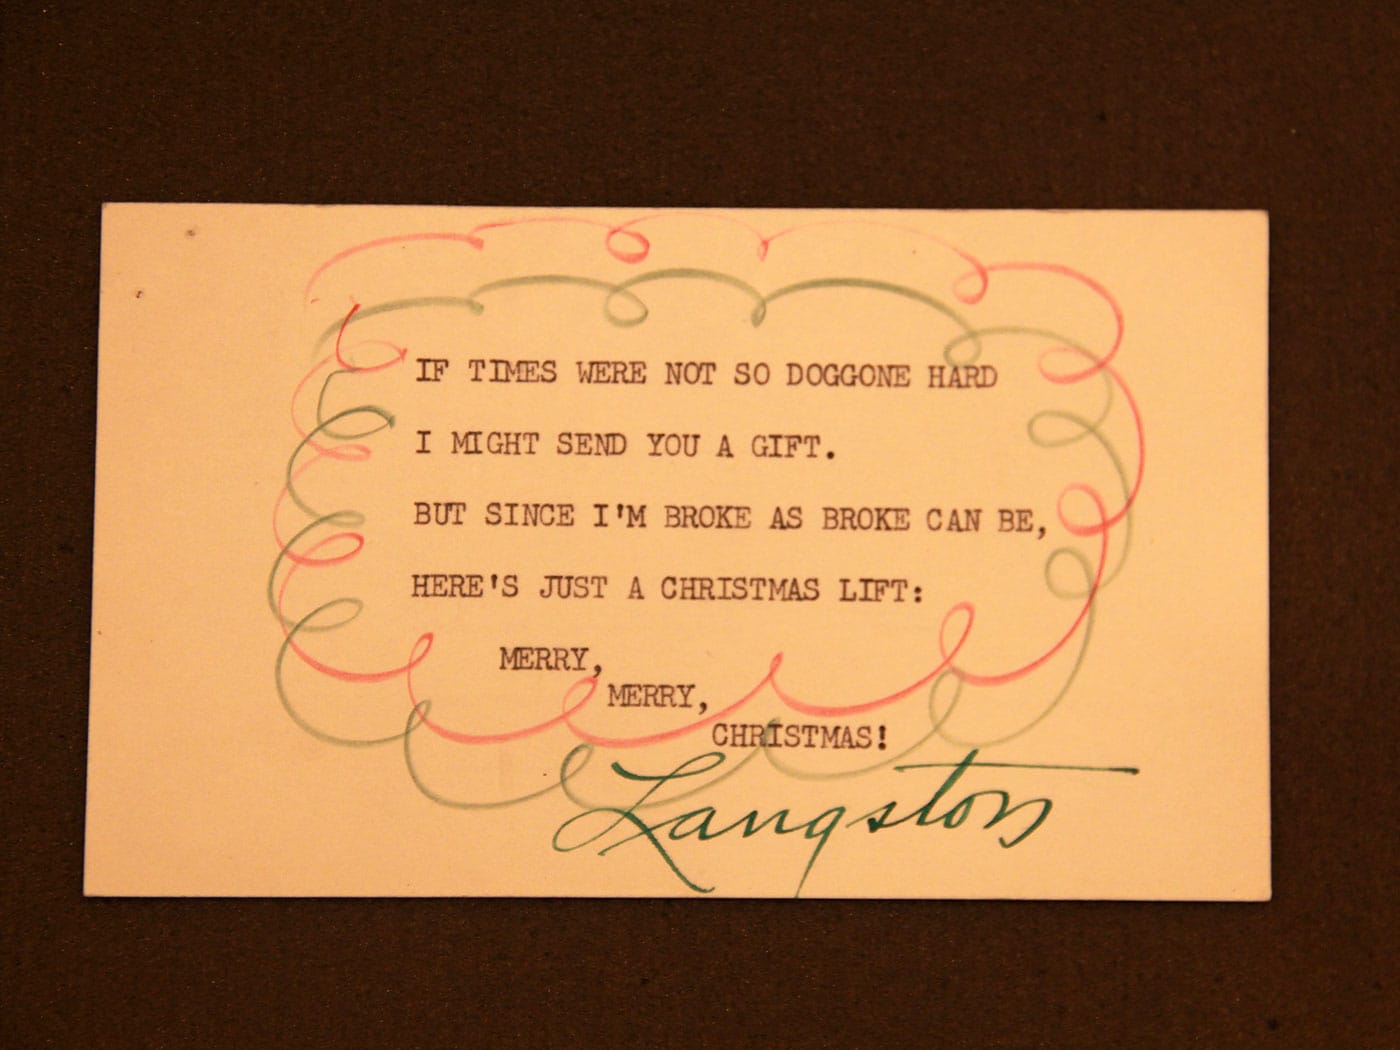 IF TIMES WERE NOT SO DOGGONE HARD
I MIGHT SEND YOU A GIFT.
BUT SINCE I'M BROKE AS BROKE CAN BE,
HERE'S JUST A CHRISTMAS LIFT:
MERRY,
MERRY,
CHRISTMAS!
Langston